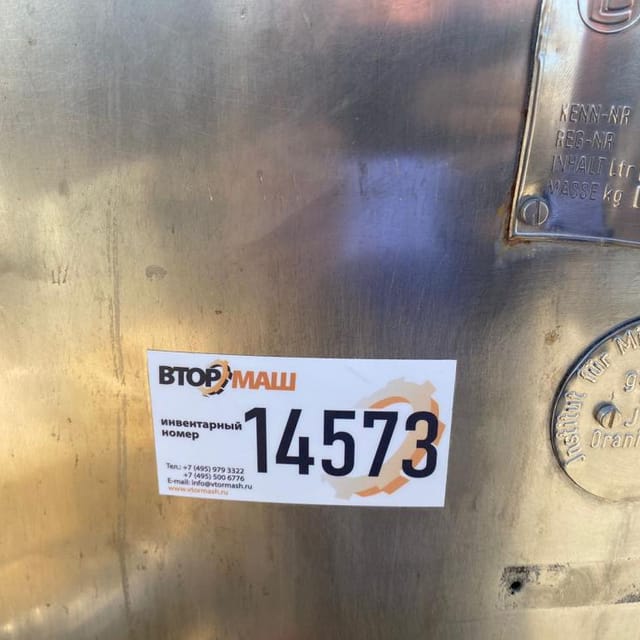 KENN-NR
REG-NR
INHALT Ltr
MASSE kg
ВТОРМАШ
инвентарный
номер
14573
Тел.: +7 (495) 979 3322
+7 (495) 500 6776
E-mail: info@vtormash.ru
www.vtormash.ru
Institut für